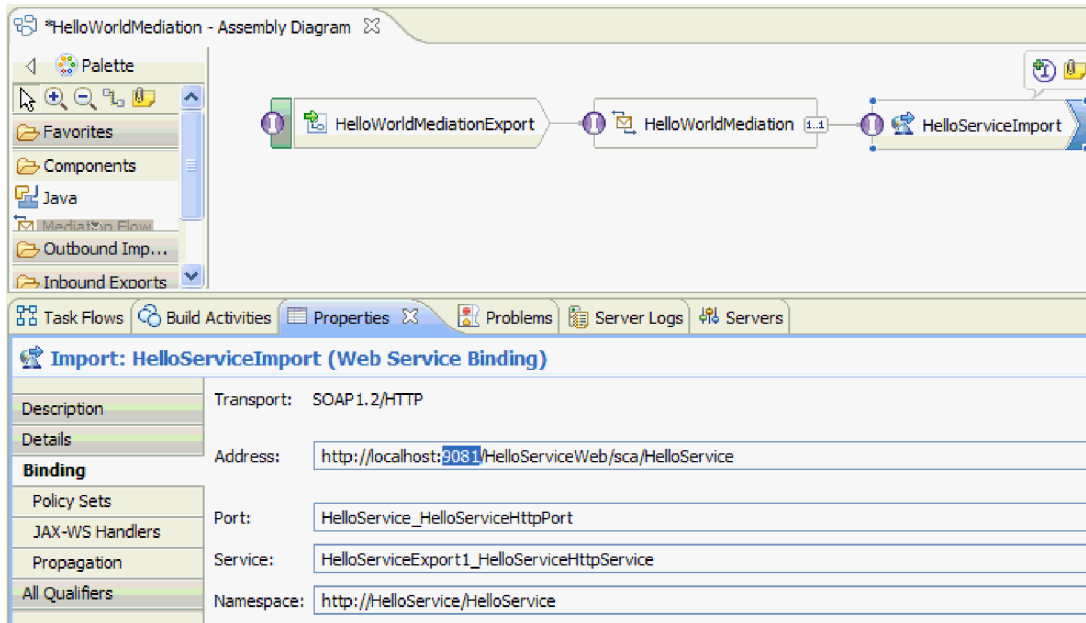 *HelloWorldMediation - Assembly Diagram
Palette
Favorites
Components
Java
Mediation Flow
Outbound Imp...
Inbound Exports
HelloWorldMediationExport
HelloWorldMediation 1..1
HelloServiceImport
Task Flows Build Activities Properties Problems Server Logs Servers
Import: HelloServiceImport (Web Service Binding)
Description
Details
Binding
Policy Sets
JAX-WS Handlers
Propagation
All Qualifiers
Transport: SOAP1.2/HTTP
Address: http://localhost:9081/HelloServiceWeb/sca/HelloService
Port: HelloService_HelloServiceHttpPort
Service: HelloServiceExport1_HelloServiceHttpService
Namespace: http://HelloService/HelloService